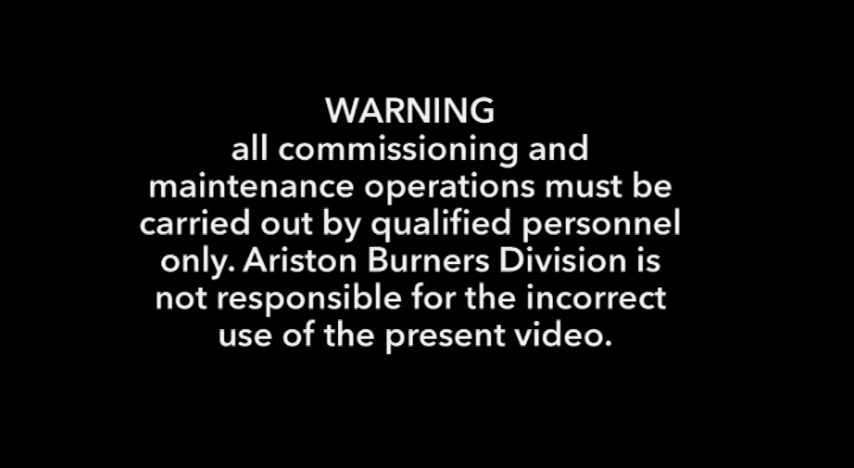 WARNING
all commissioning and
maintenance operations must be
carried out by qualified personnel
only. Ariston Burners Division is
not responsible for the incorrect
use of the present video.